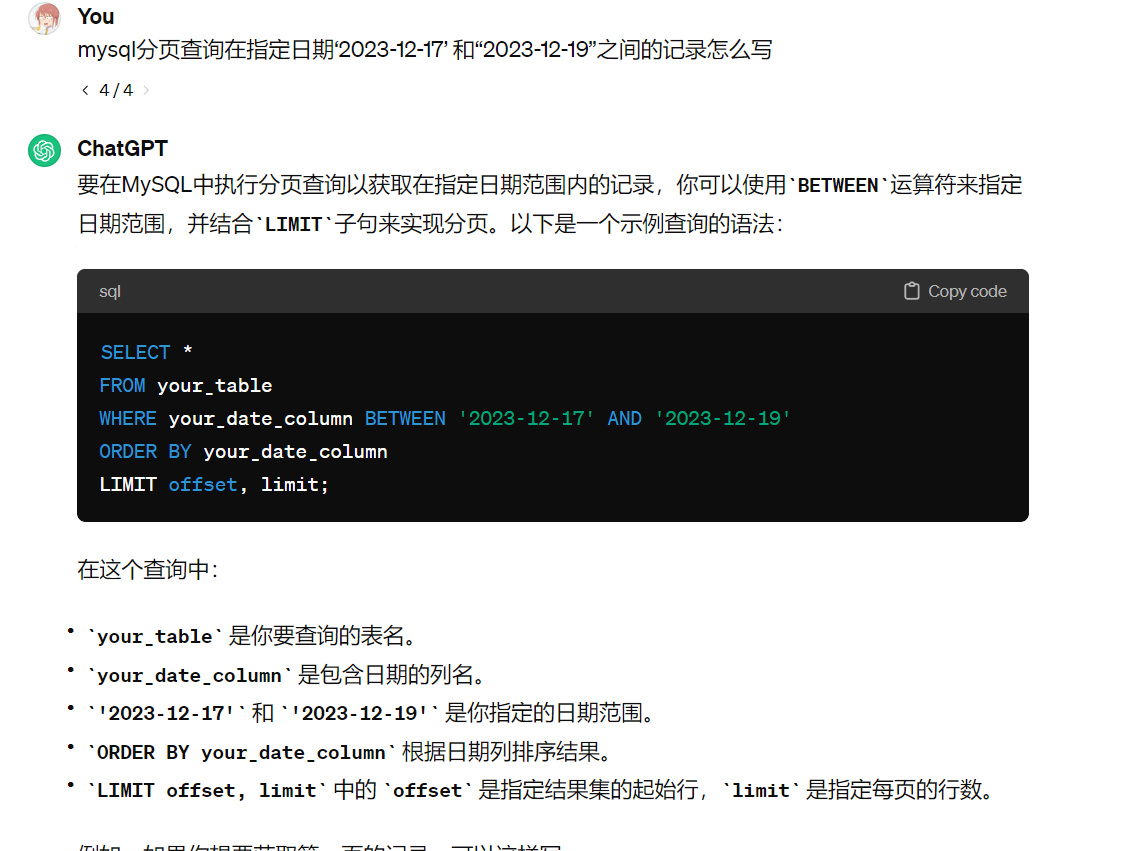 You
mysql分页查询在指定日期‘2023-12-17’ 和“2023-12-19”之间的记录怎么写
< 4 / 4 >
ChatGPT
要在MySQL中执行分页查询以获取在指定日期范围内的记录，你可以使用`BETWEEN`运算符来指定
日期范围，并结合`LIMIT`子句来实现分页。以下是一个示例查询的语法：
sql Copy code
SELECT *
FROM your_table
WHERE your_date_column BETWEEN '2023-12-17' AND '2023-12-19'
ORDER BY your_date_column
LIMIT offset, limit;
在这个查询中：
• `your_table` 是你要查询的表名。
• `your_date_column` 是包含日期的列名。
• `'2023-12-17'` 和 `'2023-12-19'` 是你指定的日期范围。
• `ORDER BY your_date_column` 根据日期列排序结果。
• `LIMIT offset, limit` 中的 `offset` 是指定结果集的起始行，`limit` 是指定每页的行数。